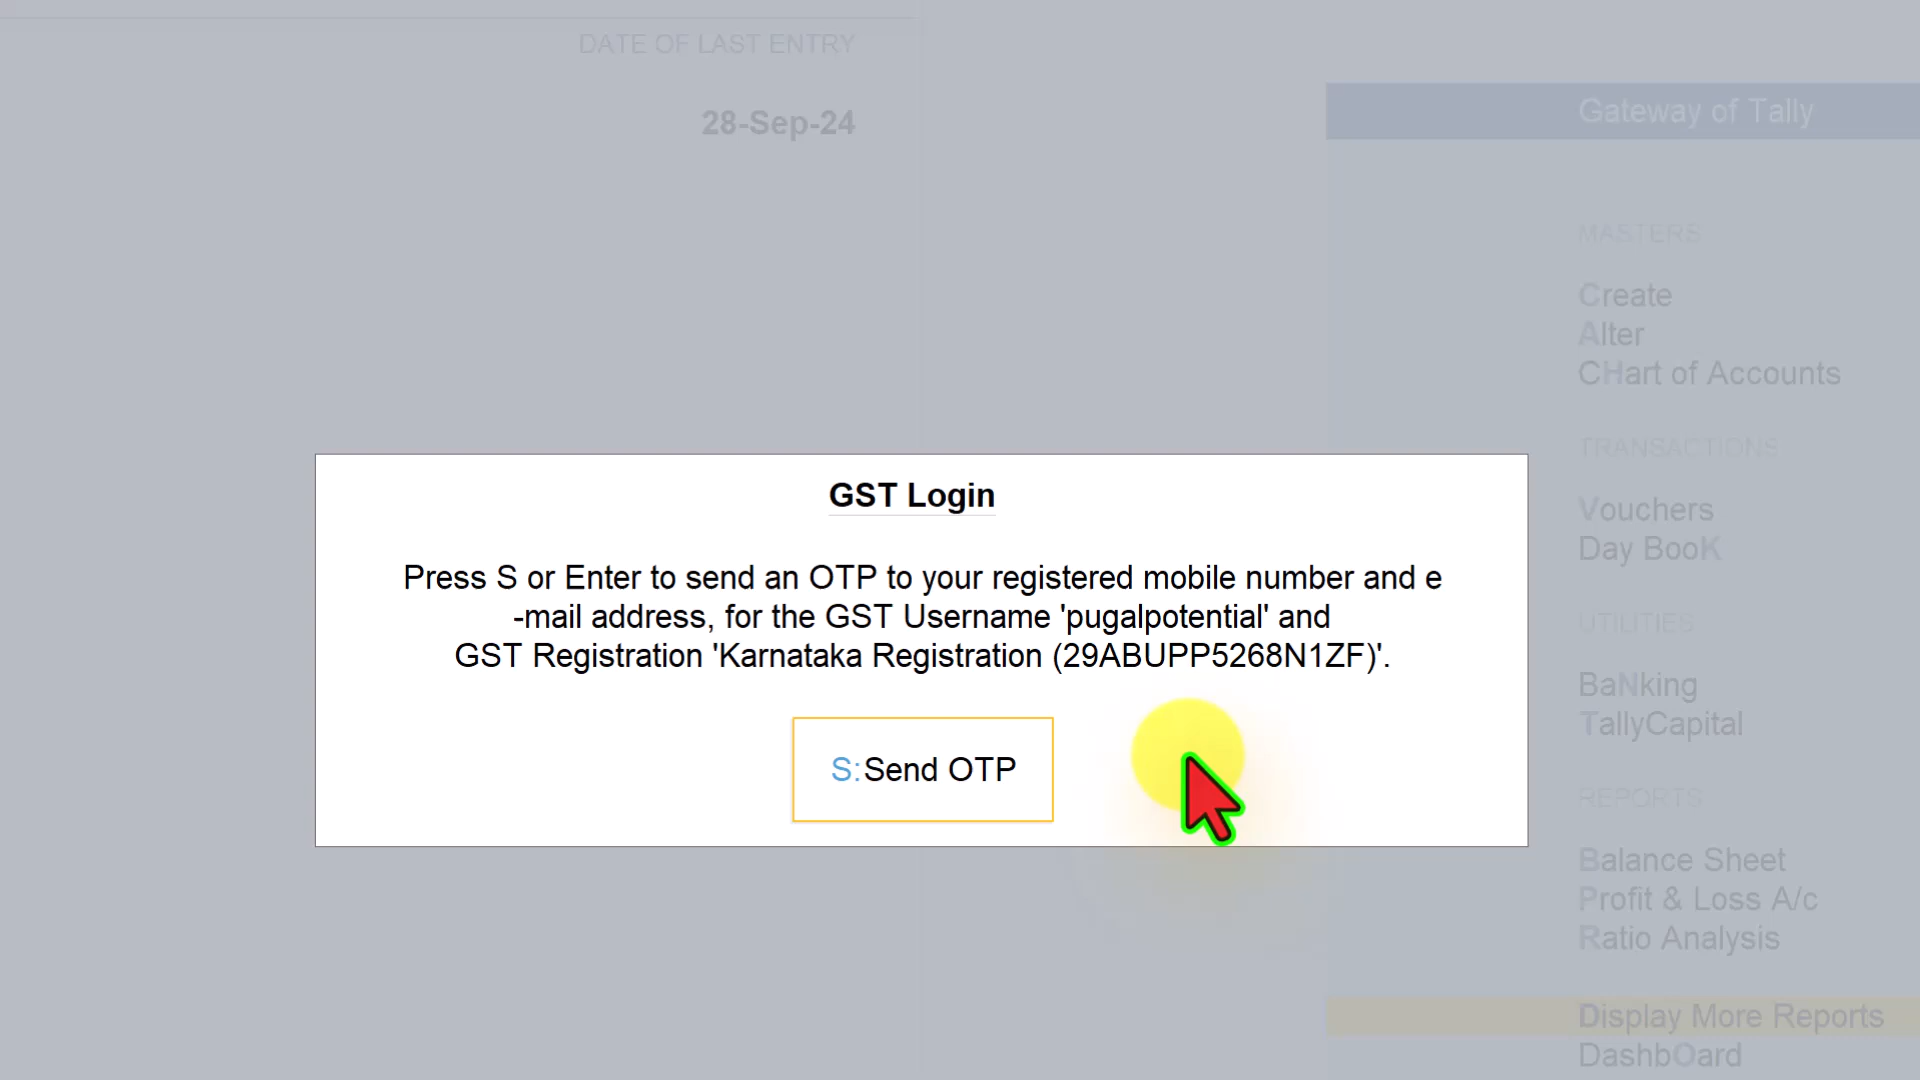 DATE OF LAST ENTRY
28-Sep-24
Gateway of Tally
MASTERS
Create
Alter
CHart of Accounts
TRANSACTIONS
Vouchers
Day BooK
UTILITIES
BaNking
TallyCapital
REPORTS
Balance Sheet
Profit & Loss A/c
Ratio Analysis
Display More Reports
DashbOard
GST Login
Press S or Enter to send an OTP to your registered mobile number and e
-mail address, for the GST Username 'pugalpotential' and
GST Registration 'Karnataka Registration (29ABUPP5268N1ZF)'.
S:Send OTP